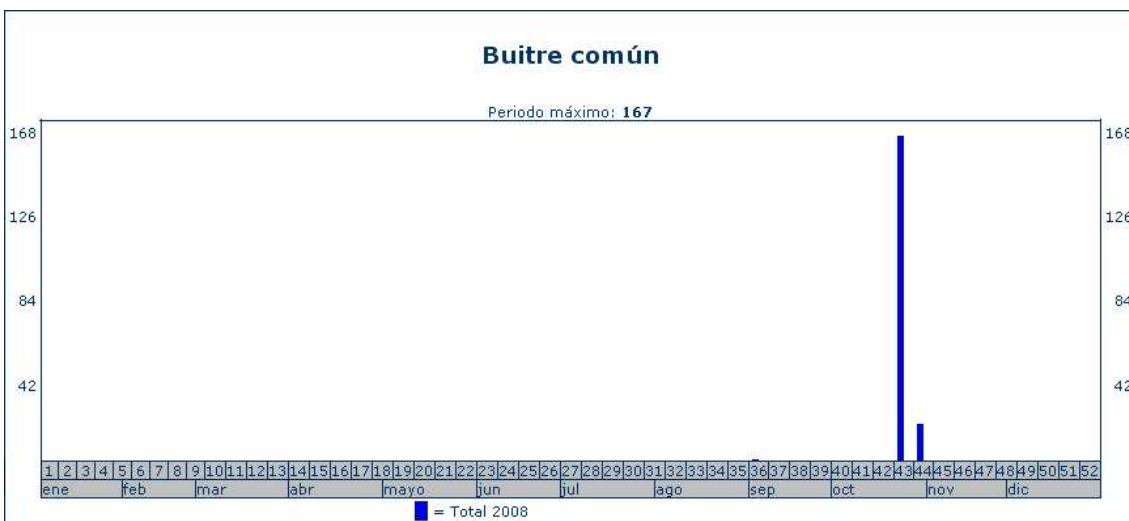 Buitre común
Periodo máximo: 167
168 168
126 126
84 84
42 42
1 2 3 4 5 6 7 8 9 10 11 12 13 14 15 16 17 18 19 20 21 22 23 24 25 26 27 28 29 30 31 32 33 34 35 36 37 38 39 40 41 42 43 44 45 46 47 48 49 50 51 52
ene feb mar abr mayo jun jul ago sep oct nov dic
= Total 2008